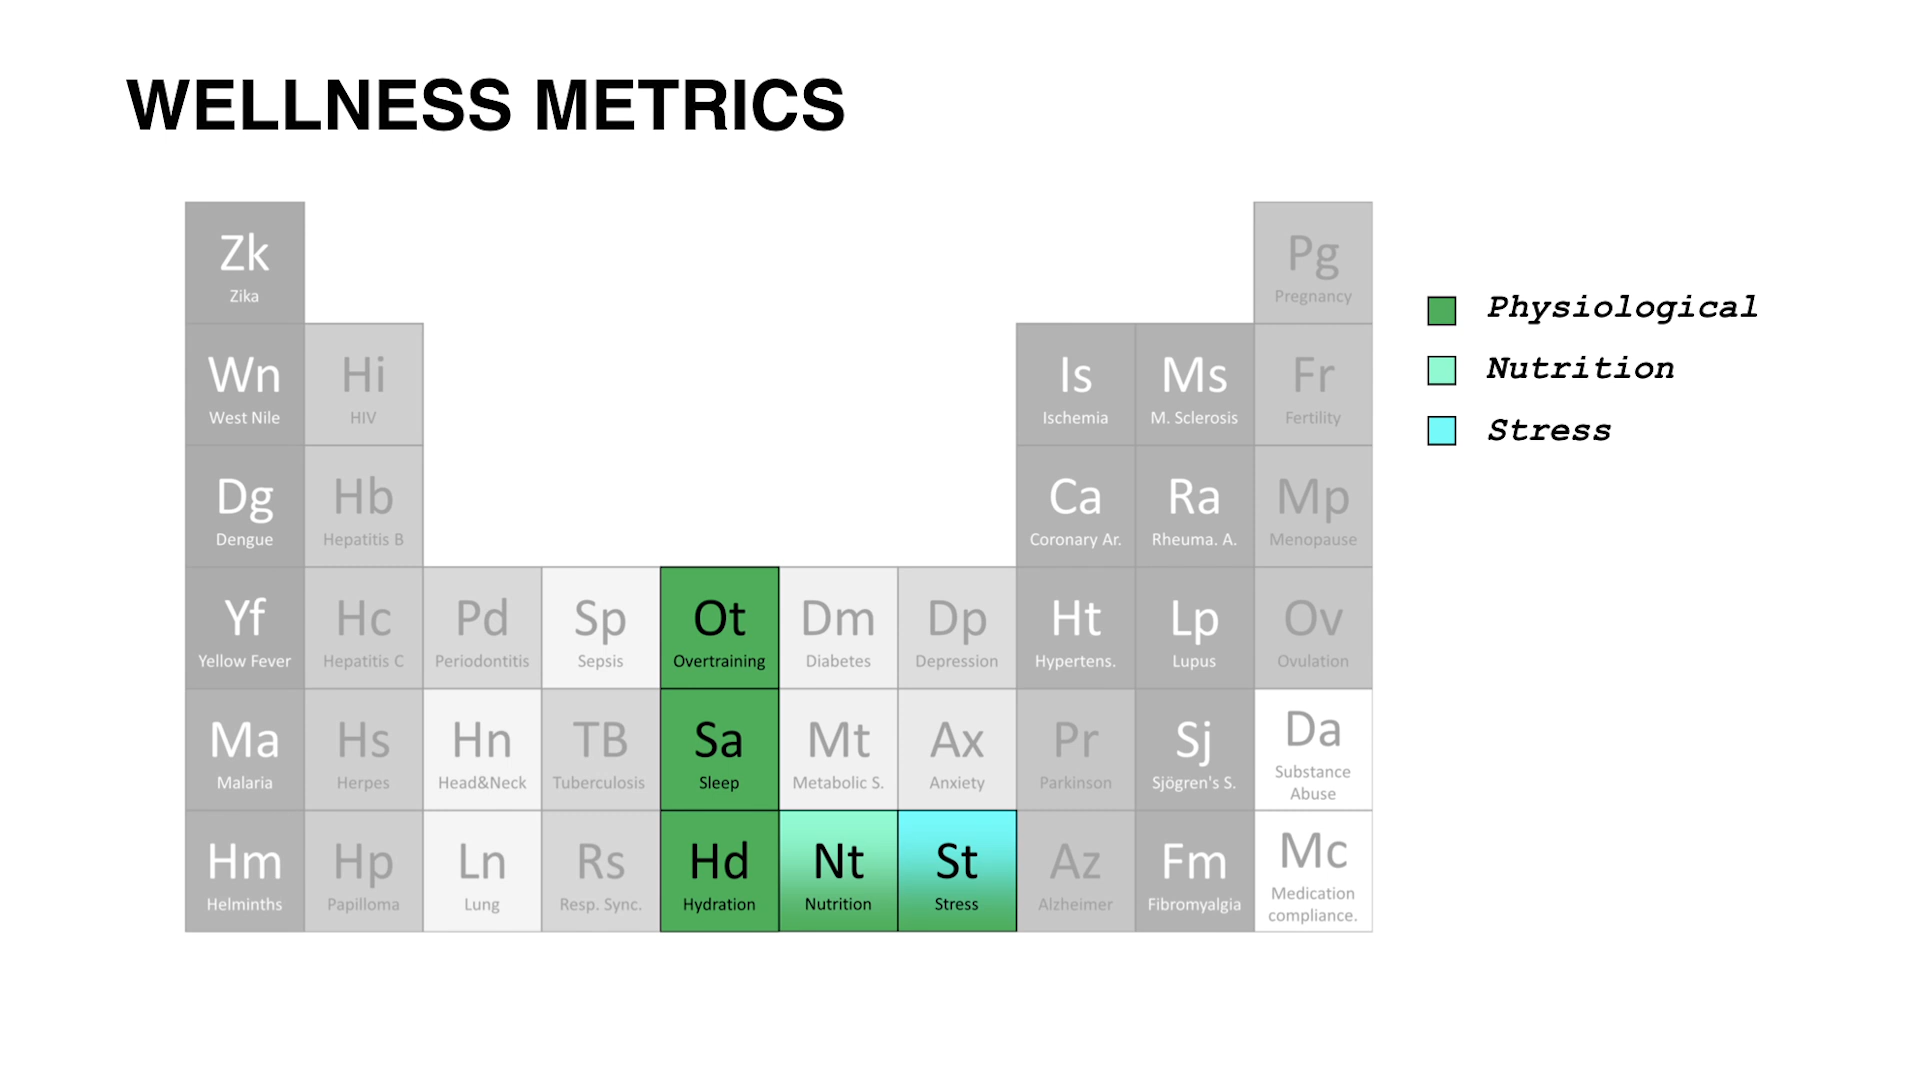 WELLNESS METRICS
Zk
Zika
Pg
Pregnancy
Wn
West Nile
Hi
HIV
Is
Ischemia
Ms
M. Sclerosis
Fr
Fertility
Dg
Dengue
Hb
Hepatitis B
Ca
Coronary Ar.
Ra
Rheuma. A.
Mp
Menopause
Yf
Yellow Fever
Hc
Hepatitis C
Pd
Periodontitis
Sp
Sepsis
Ot
Overtraining
Dm
Diabetes
Dp
Depression
Ht
Hypertens.
Lp
Lupus
Ov
Ovulation
Ma
Malaria
Hs
Herpes
Hn
Head&Neck
TB
Tuberculosis
Sa
Sleep
Mt
Metabolic S.
Ax
Anxiety
Pr
Parkinson
Sj
Sjögren's S.
Da
Substance
Abuse
Hm
Helminths
Hp
Papilloma
Ln
Lung
Rs
Resp. Sync.
Hd
Hydration
Nt
Nutrition
St
Stress
Az
Alzheimer
Fm
Fibromyalgia
Mc
Medication
compliance.
Physiological
Nutrition
Stress